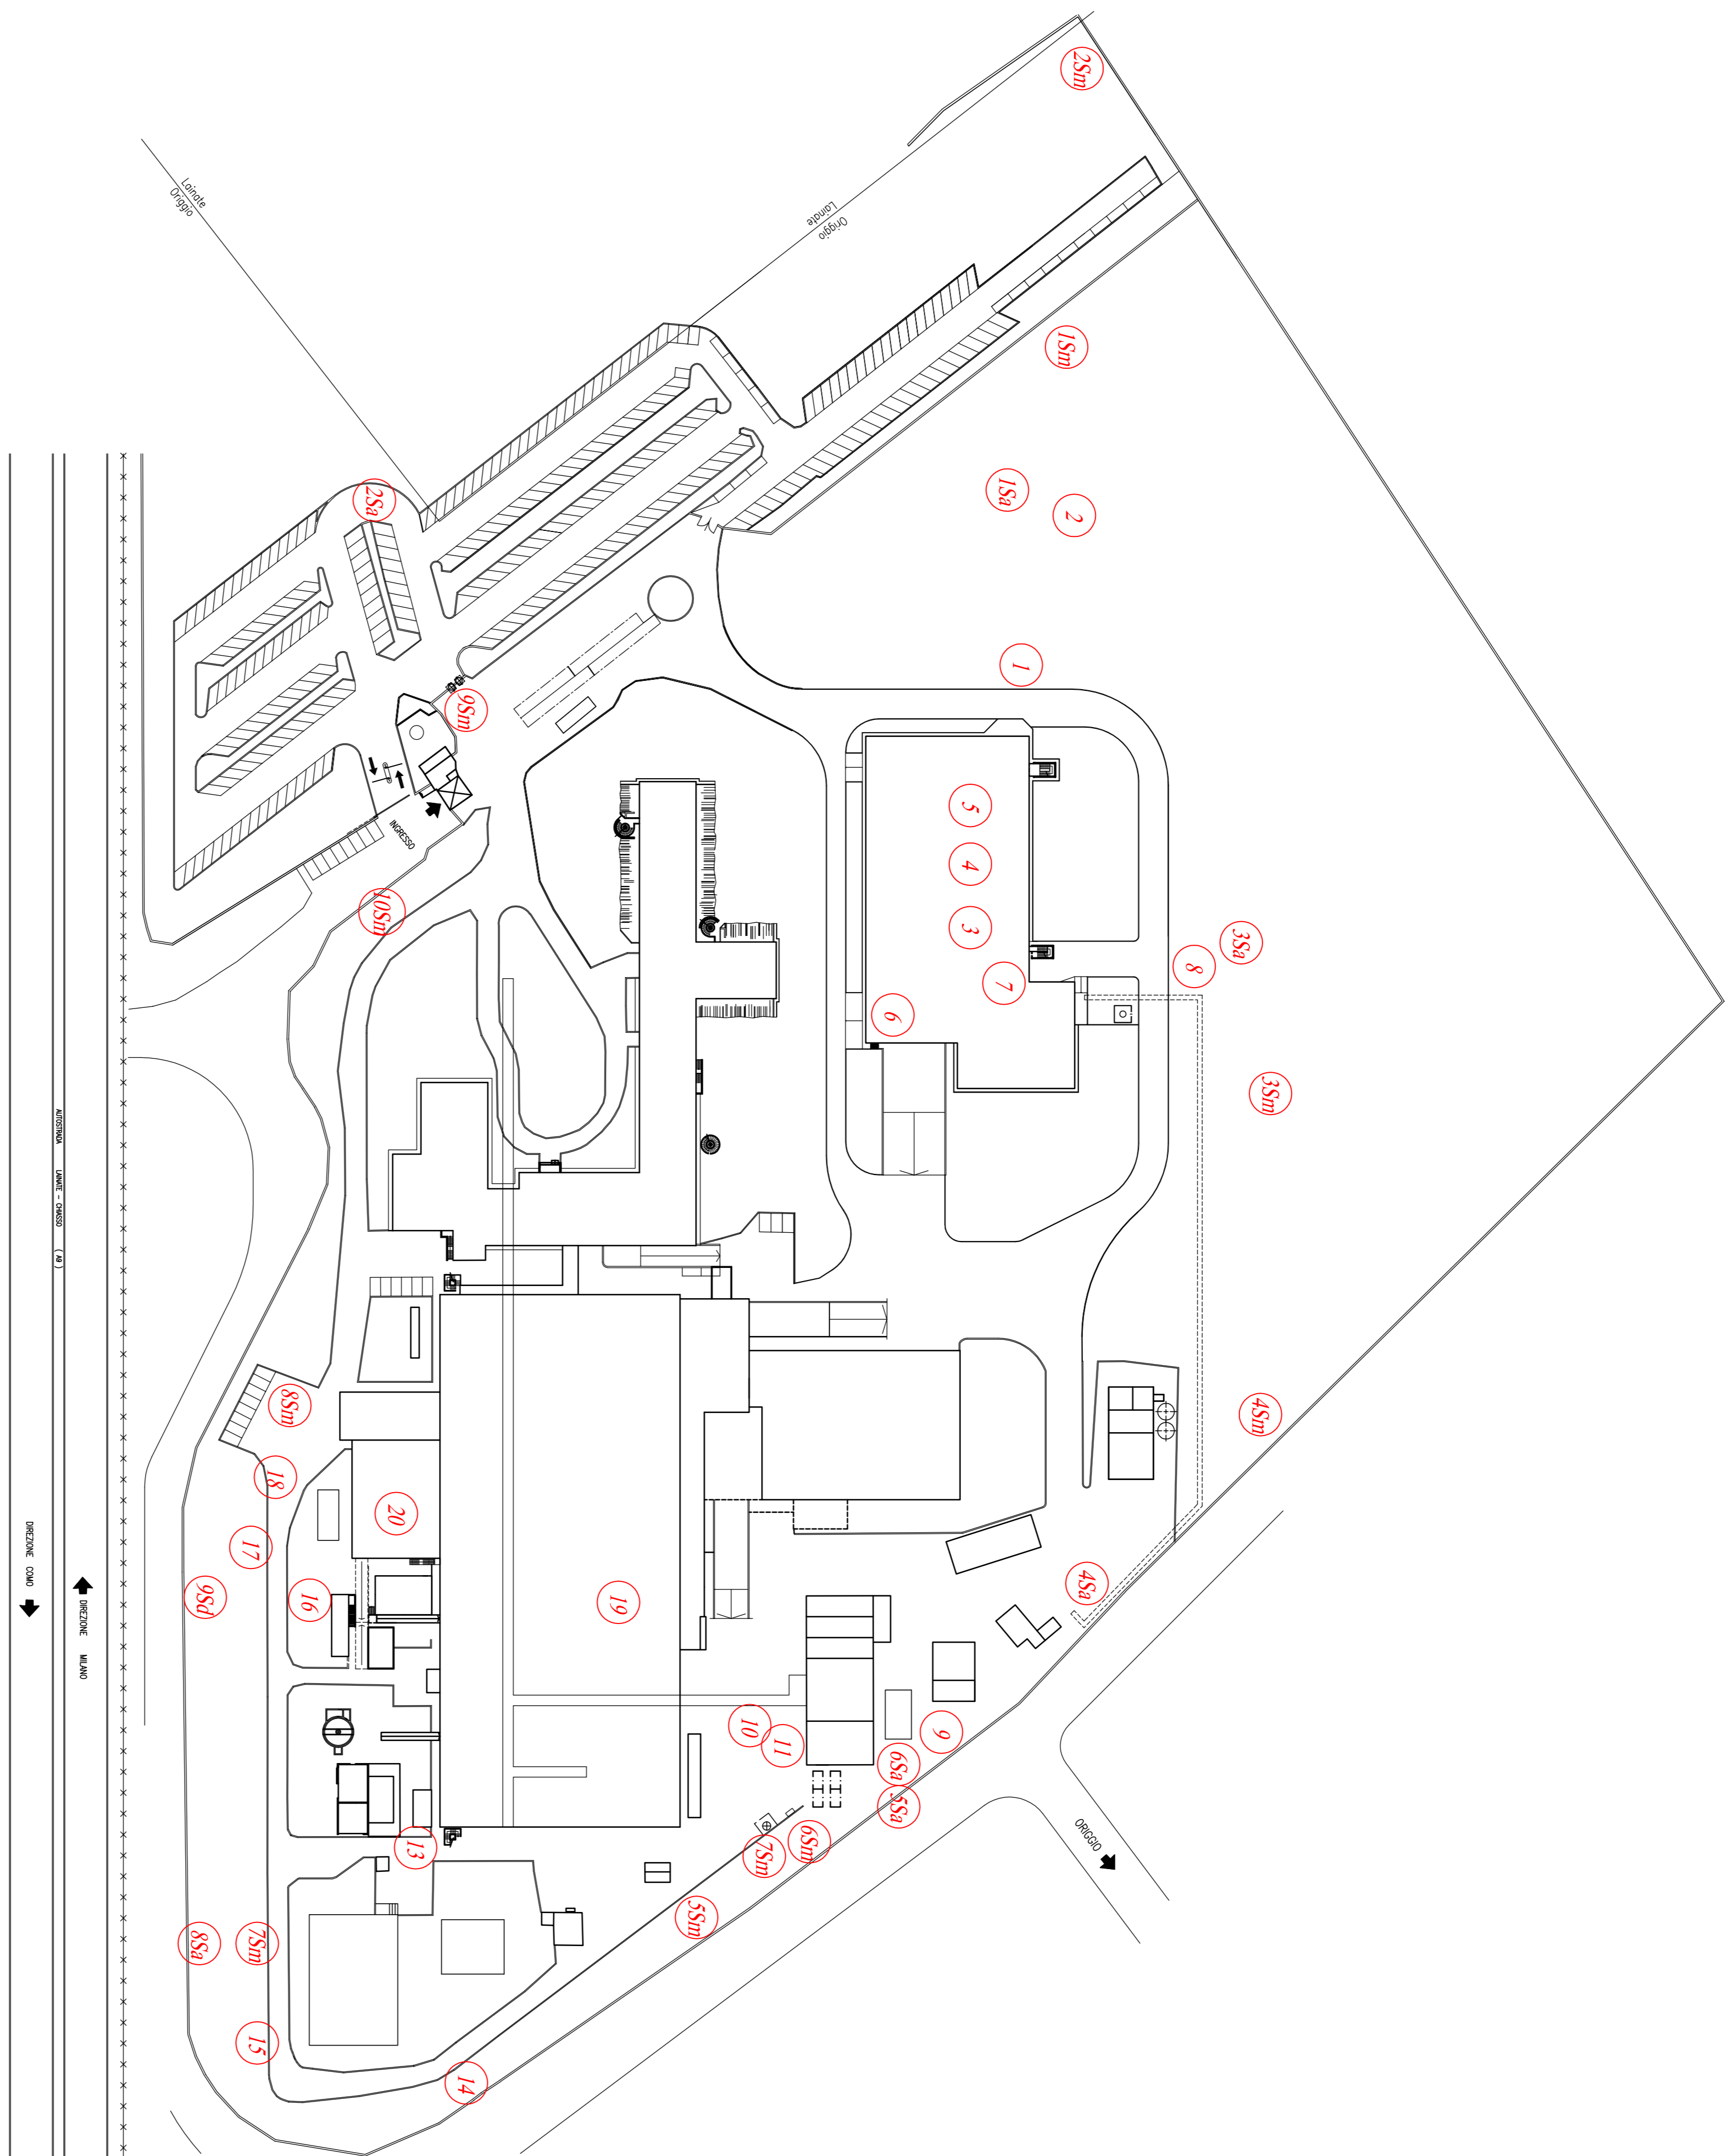 2Sm
Lainate
Origgio
Origgio
Lainate
1Sm
1Sa
2
2Sa
1
9Sm
INGRESSO
5
4
3
10Sm
3Sa
8
7
6
3Sm
4Sm
8Sm
18
20
17
16
9Sd
19
4Sa
9
10
11
6Sa
5Sa
6Sm
7Sm
13
5Sm
8Sa
7Sm
15
14
ORIGGIO
AUTOSTRADA LAINATE - CHIASSO ( A9 )
DIREZIONE MILANO
DIREZIONE COMO